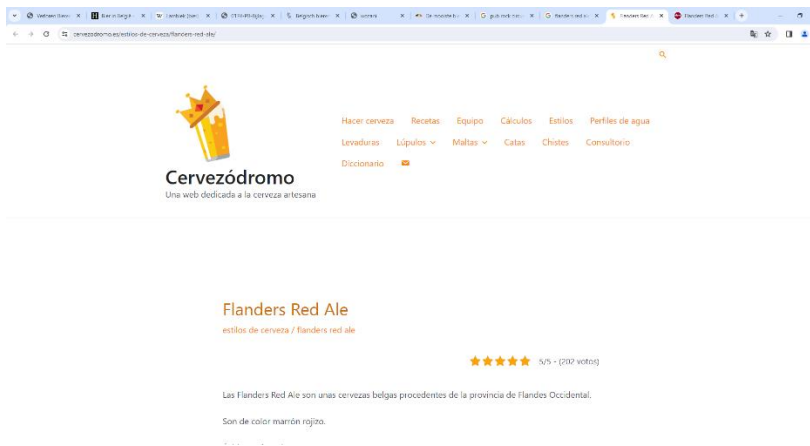 cervezodromo.es/estilos-de-cerveza/flanders-red-ale/
Hacer cerveza Recetas Equipo Cálculos Estilos Perfiles de agua
Levaduras Lúpulos Maltas Catas Chistes Consultorio
Diccionario
Cervezódromo
Una web dedicada a la cerveza artesana
Flanders Red Ale
estilos de cerveza / flanders red ale
5/5 - (202 votos)
Las Flanders Red Ale son unas cervezas belgas procedentes de la provincia de Flandes Occidental.
Son de color marrón rojizo.